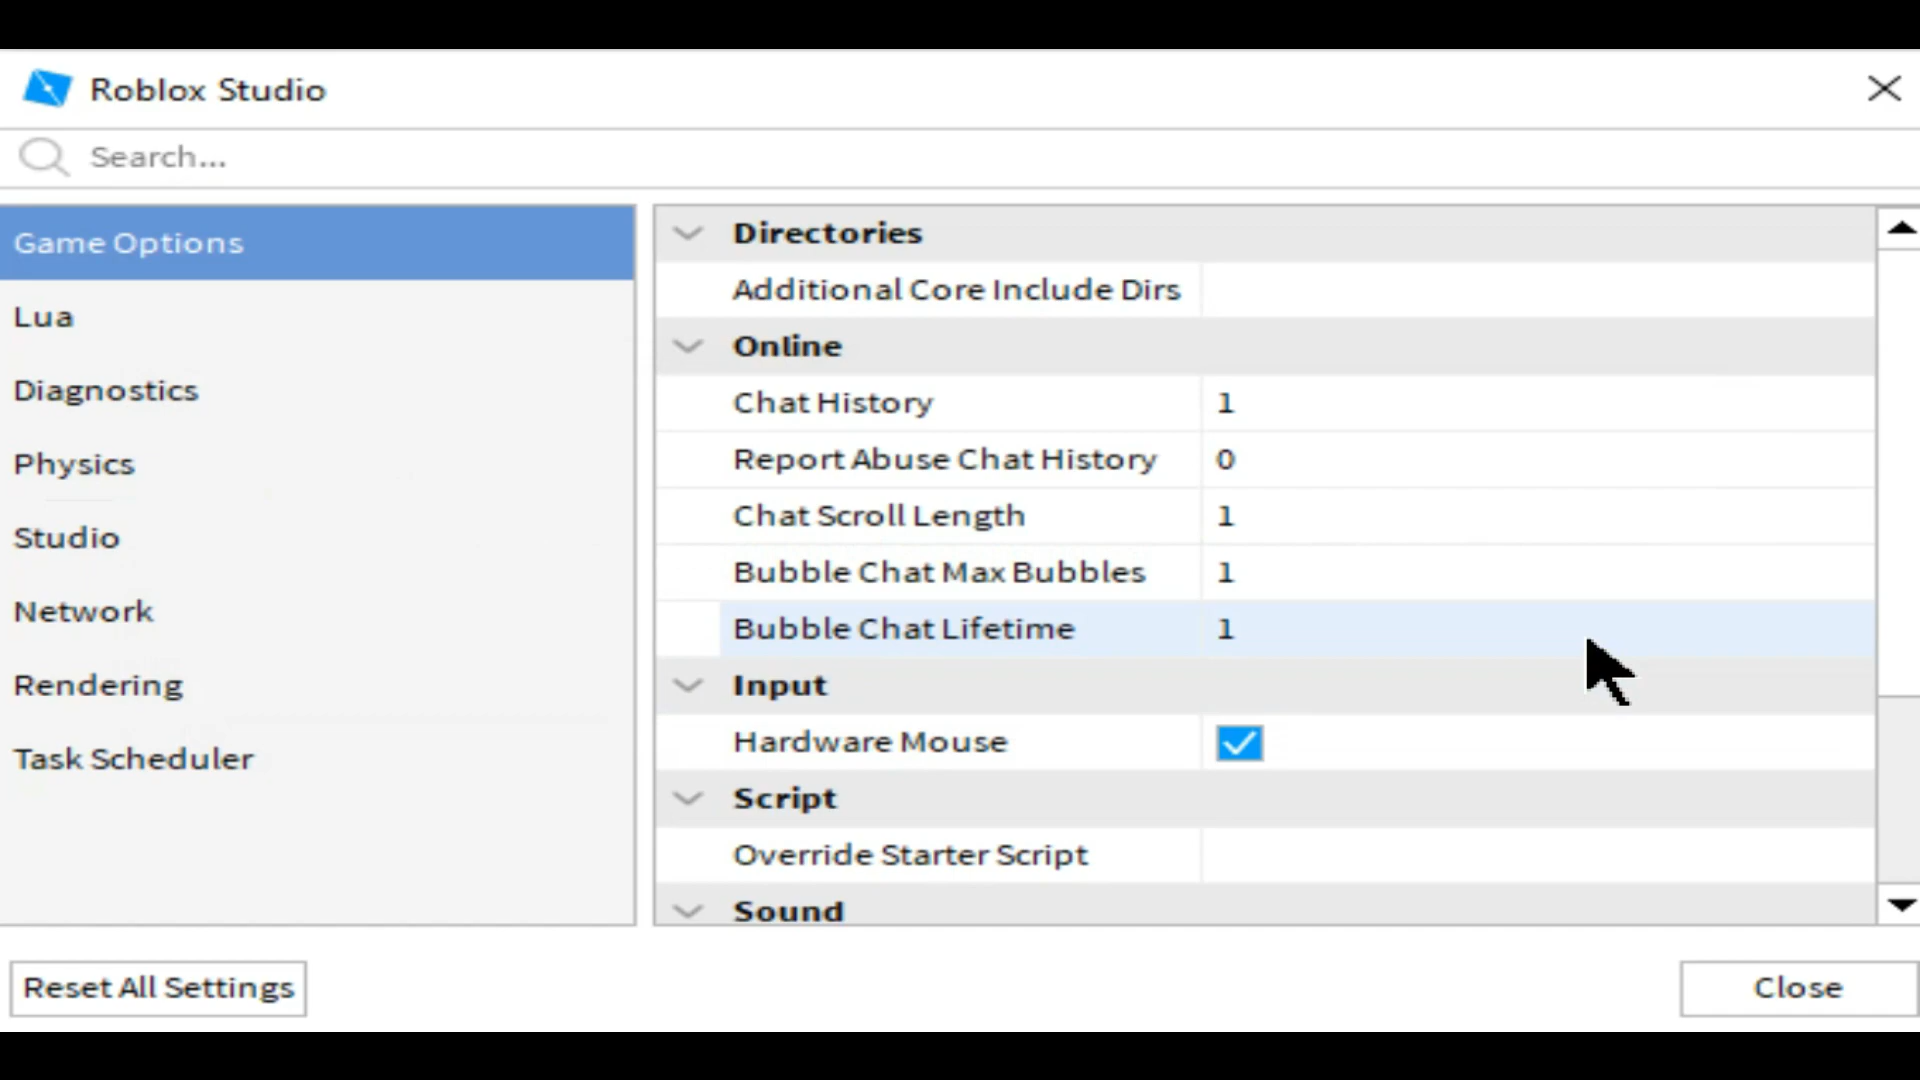 Roblox Studio
Search...
Game Options
Lua
Diagnostics
Physics
Studio
Network
Rendering
Task Scheduler
Directories
Additional Core Include Dirs
Online
Chat History 1
Report Abuse Chat History 0
Chat Scroll Length 1
Bubble Chat Max Bubbles 1
Bubble Chat Lifetime 1
Input
Hardware Mouse
Script
Override Starter Script
Sound
Reset All Settings
Close